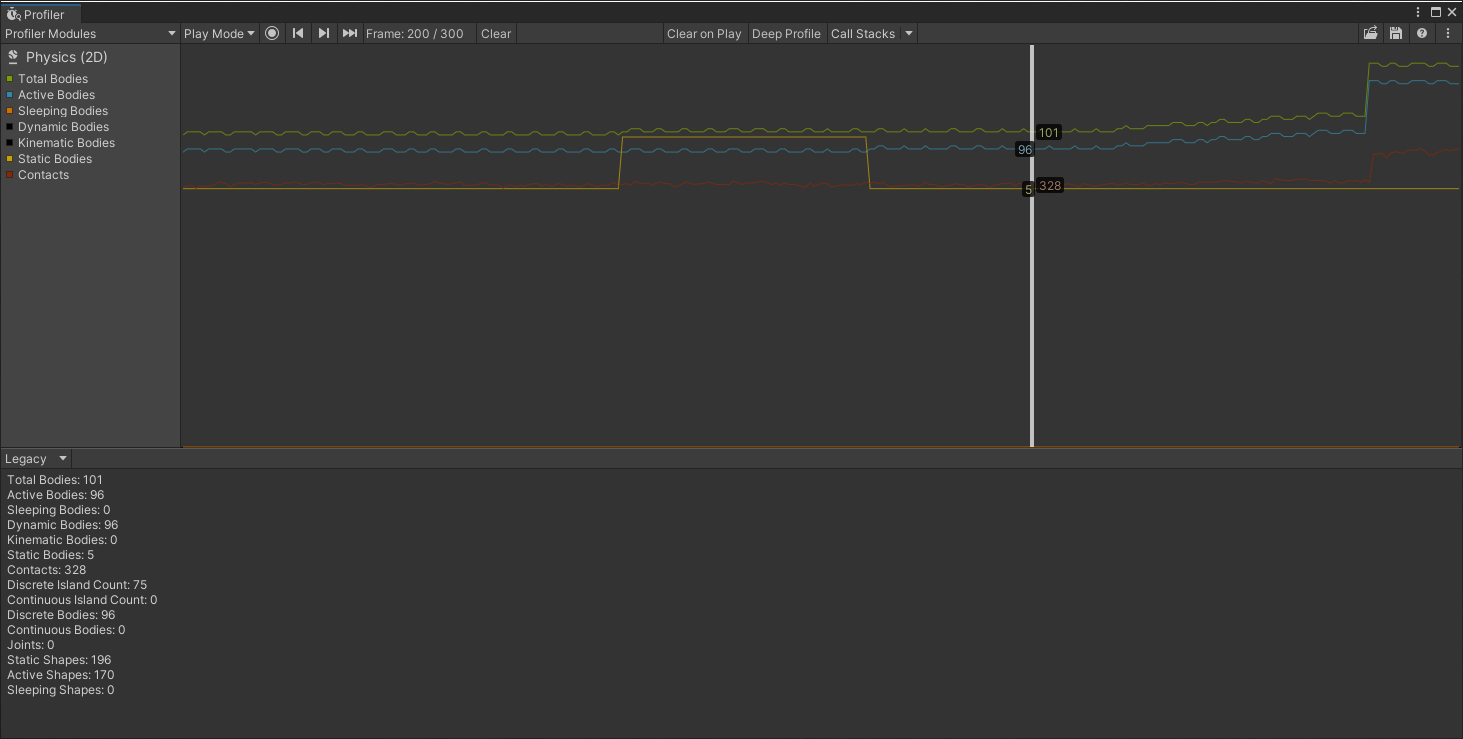 Profiler
Profiler Modules Play Mode Frame: 200 / 300 Clear Clear on Play Deep Profile Call Stacks
Physics (2D)
Total Bodies
Active Bodies
Sleeping Bodies
Dynamic Bodies
Kinematic Bodies
Static Bodies
Contacts
101
96
328
5
Legacy
Total Bodies: 101
Active Bodies: 96
Sleeping Bodies: 0
Dynamic Bodies: 96
Kinematic Bodies: 0
Static Bodies: 5
Contacts: 328
Discrete Island Count: 75
Continuous Island Count: 0
Discrete Bodies: 96
Continuous Bodies: 0
Joints: 0
Static Shapes: 196
Active Shapes: 170
Sleeping Shapes: 0